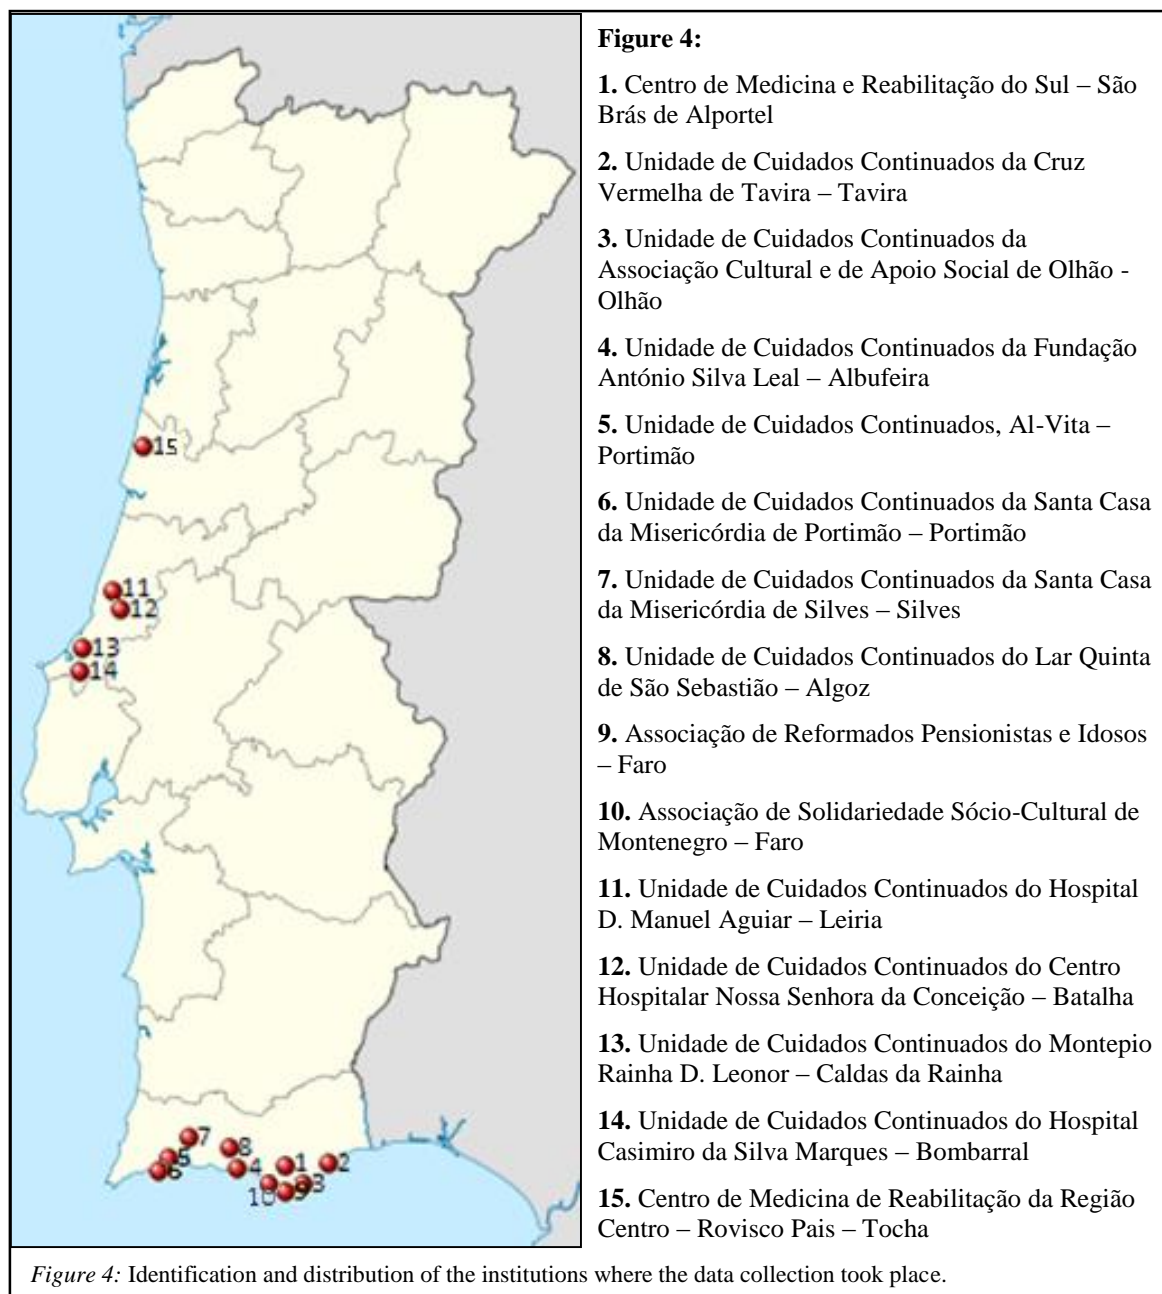 Figure 4:
1. Centro de Medicina e Reabilitação do Sul – São
Brás de Alportel
2. Unidade de Cuidados Continuados da Cruz
Vermelha de Tavira – Tavira
3. Unidade de Cuidados Continuados da
Associação Cultural e de Apoio Social de Olhão -
Olhão
4. Unidade de Cuidados Continuados da Fundação
António Silva Leal – Albufeira
5. Unidade de Cuidados Continuados, Al-Vita –
Portimão
6. Unidade de Cuidados Continuados da Santa Casa
da Misericórdia de Portimão – Portimão
7. Unidade de Cuidados Continuados da Santa Casa
da Misericórdia de Silves – Silves
8. Unidade de Cuidados Continuados do Lar Quinta
de São Sebastião – Algoz
9. Associação de Reformados Pensionistas e Idosos
– Faro
10. Associação de Solidariedade Sócio-Cultural de
Montenegro – Faro
11. Unidade de Cuidados Continuados do Hospital
D. Manuel Aguiar – Leiria
12. Unidade de Cuidados Continuados do Centro
Hospitalar Nossa Senhora da Conceição – Batalha
13. Unidade de Cuidados Continuados do Montepio
Rainha D. Leonor – Caldas da Rainha
14. Unidade de Cuidados Continuados do Hospital
Casimiro da Silva Marques – Bombarral
15. Centro de Medicina de Reabilitação da Região
Centro – Rovisco Pais – Tocha
15
11
12
13
14
7
8
5
6
4
1
2
10
9
3
Figure 4: Identification and distribution of the institutions where the data collection took place.